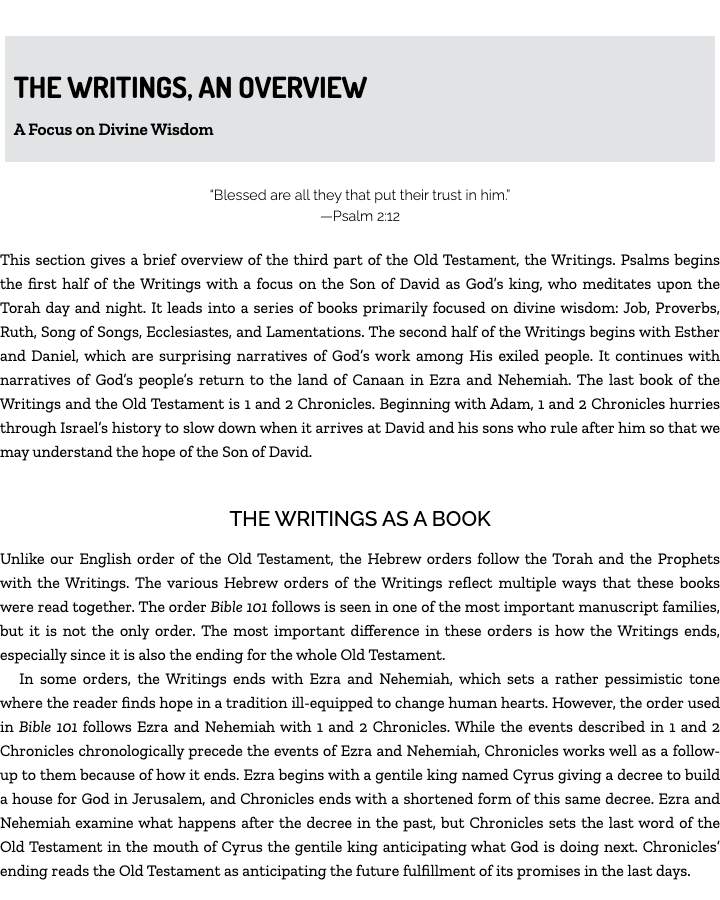 THE WRITINGS, AN OVERVIEW
A Focus on Divine Wisdom
“Blessed are all they that put their trust in him.”
—Psalm 2:12
This section gives a brief overview of the third part of the Old Testament, the Writings. Psalms begins
the first half of the Writings with a focus on the Son of David as God’s king, who meditates upon the
Torah day and night. It leads into a series of books primarily focused on divine wisdom: Job, Proverbs,
Ruth, Song of Songs, Ecclesiastes, and Lamentations. The second half of the Writings begins with Esther
and Daniel, which are surprising narratives of God’s work among His exiled people. It continues with
narratives of God’s people’s return to the land of Canaan in Ezra and Nehemiah. The last book of the
Writings and the Old Testament is 1 and 2 Chronicles. Beginning with Adam, 1 and 2 Chronicles hurries
through Israel’s history to slow down when it arrives at David and his sons who rule after him so that we
may understand the hope of the Son of David.
THE WRITINGS AS A BOOK
Unlike our English order of the Old Testament, the Hebrew orders follow the Torah and the Prophets
with the Writings. The various Hebrew orders of the Writings reflect multiple ways that these books
were read together. The order Bible 101 follows is seen in one of the most important manuscript families,
but it is not the only order. The most important difference in these orders is how the Writings ends,
especially since it is also the ending for the whole Old Testament.
In some orders, the Writings ends with Ezra and Nehemiah, which sets a rather pessimistic tone
where the reader finds hope in a tradition ill-equipped to change human hearts. However, the order used
in Bible 101 follows Ezra and Nehemiah with 1 and 2 Chronicles. While the events described in 1 and 2
Chronicles chronologically precede the events of Ezra and Nehemiah, Chronicles works well as a follow-
up to them because of how it ends. Ezra begins with a gentile king named Cyrus giving a decree to build
a house for God in Jerusalem, and Chronicles ends with a shortened form of this same decree. Ezra and
Nehemiah examine what happens after the decree in the past, but Chronicles sets the last word of the
Old Testament in the mouth of Cyrus the gentile king anticipating what God is doing next. Chronicles’
ending reads the Old Testament as anticipating the future fulfillment of its promises in the last days.